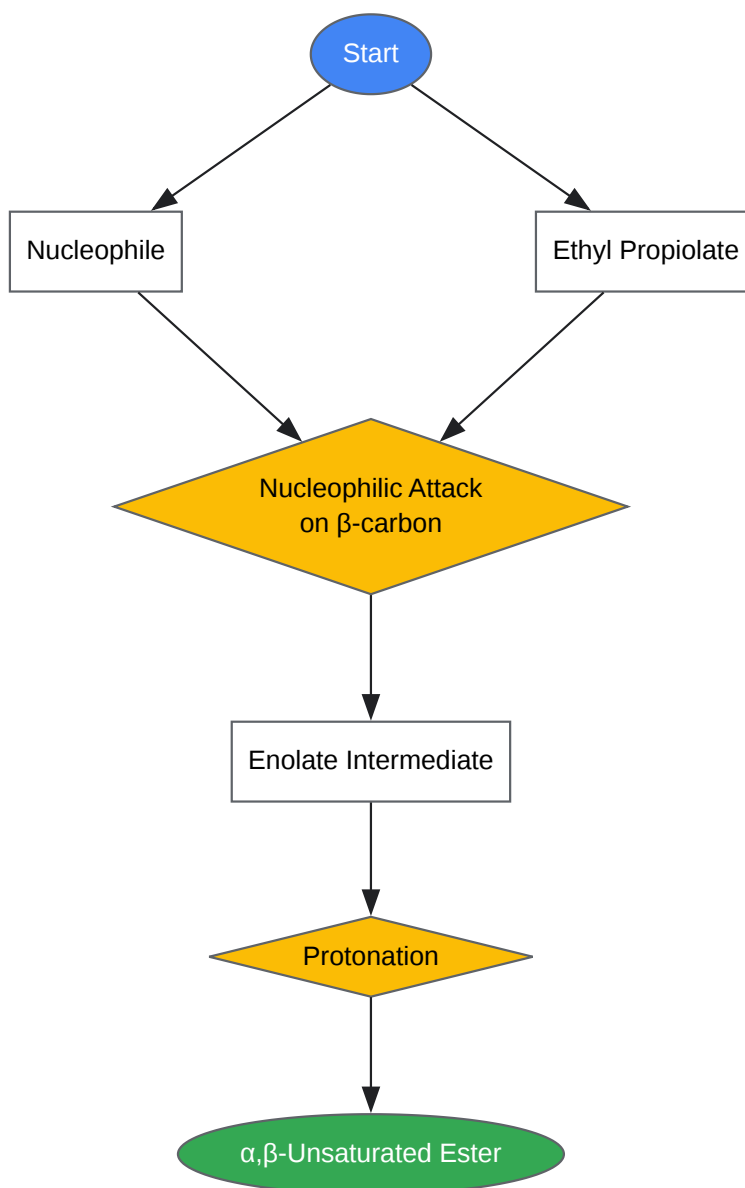 Start
Nucleophile
Ethyl Propiolate
Nucleophilic Attack
on β-carbon
Enolate Intermediate
Protonation
α,β-Unsaturated Ester